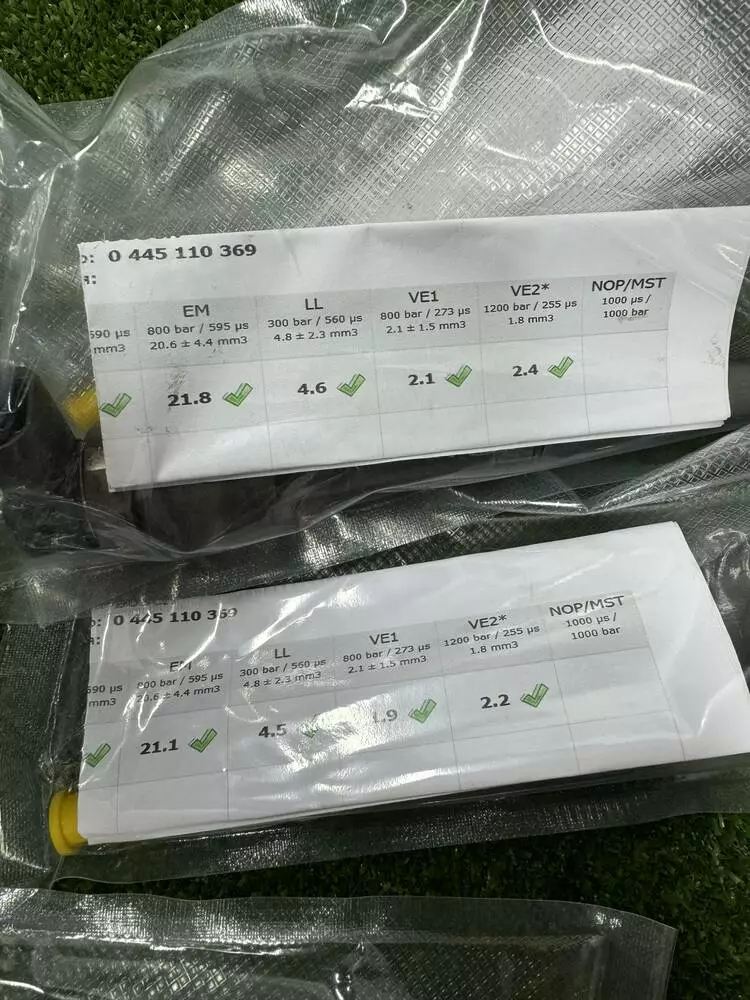 : 0 445 110 369
:
EM LL VE1 VE2* NOP/MST
590 µs 800 bar / 595 µs 300 bar / 560 µs 800 bar / 273 µs 1200 bar / 255 µs 1000 µs /
mm3 20.6 ± 4.4 mm3 4.8 ± 2.3 mm3 2.1 ± 1.5 mm3 1.8 mm3 1000 bar
21.8 4.6 2.1 2.4
: 0 445 110 369
:
EM LL VE1 VE2* NOP/MST
590 µs 800 bar / 595 µs 300 bar / 560 µs 800 bar / 273 µs 1200 bar / 255 µs 1000 µs /
mm3 20.6 ± 4.4 mm3 4.8 ± 2.3 mm3 2.1 ± 1.5 mm3 1.8 mm3 1000 bar
21.1 4.5 1.9 2.2